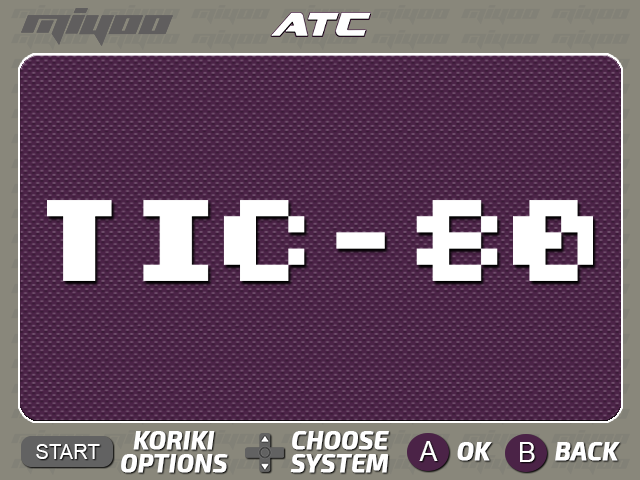 miyoo
ATC
TIC-80
START
KORIKI
OPTIONS
CHOOSE
SYSTEM
A
OK
B
BACK